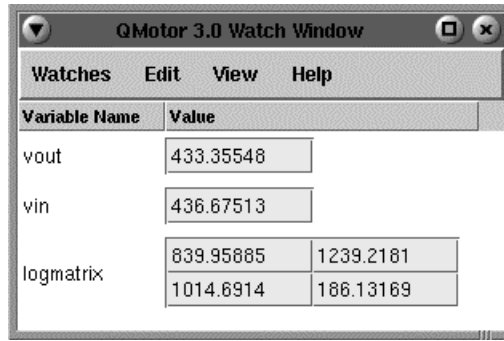 QMotor 3.0 Watch Window
Watches Edit View Help
Variable Name Value
vout 433.35548
vin 436.67513
logmatrix 839.95885 1239.2181
1014.6914 186.13169